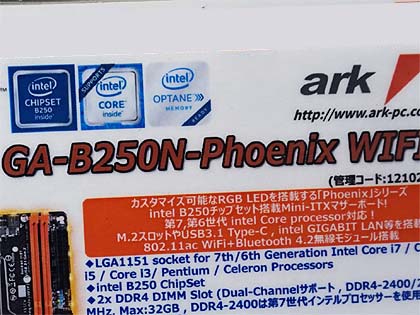 intel
CHIPSET
B250
inside
SUPPORTS
intel
CORE
inside
intel
OPTANE
MEMORY
READY
ark
http://www.ark-pc.co
GA-B250N-Phoenix WIFI
(管理コード:12102
カスタマイズ可能なRGB LEDを搭載する「Phoenix」シリーズ
intel B250チップセット搭載Mini-ITXマザーボード!
第7,第6世代 intel Core processor対応!
M.2スロットやUSB3.1 Type-C , intel GIGABIT LAN等を搭
802.11ac WiFi+Bluetooth 4.2無線モジュール搭載
◆LGA1151 socket for 7th/6th Generation Intel Core i7 / C
i5 / Core i3/ Pentium / Celeron Processors
◆intel B250 ChipSet
◆2x DDR4 DIMM Slot (Dual-Channelサポート , DDR4-2400/2
MHz, Max:32GB , DDR4-2400は第7世代インテルプロセッサーを使用